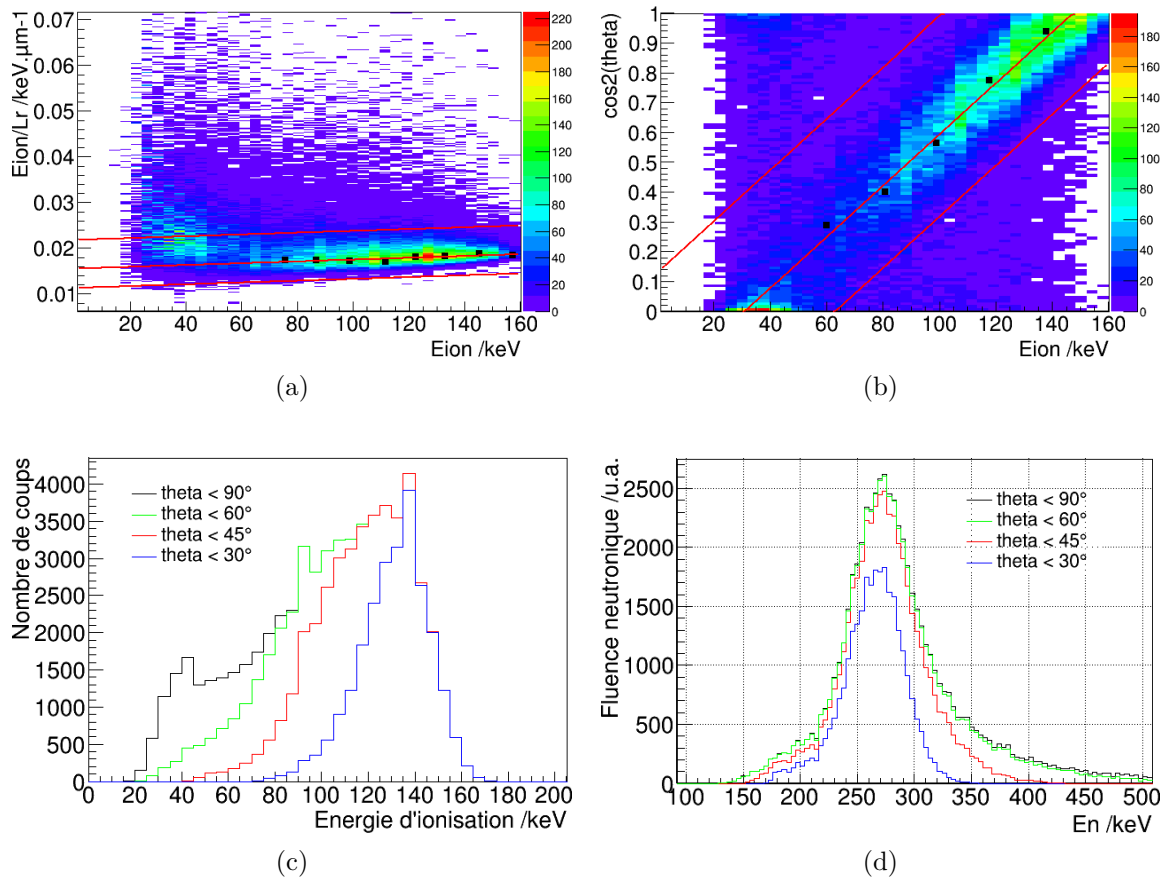 Eion/Lr /keV.µm-1
0.07
0.06
0.05
0.04
0.03
0.02
0.01
20 40 60 80 100 120 140 160
Eion /keV
220
200
180
160
140
120
100
80
60
40
20
0
(a)
cos2(theta)
1
0.9
0.8
0.7
0.6
0.5
0.4
0.3
0.2
0.1
0
20 40 60 80 100 120 140 160
Eion /keV
180
160
140
120
100
80
60
40
20
0
(b)
Nombre de coups
4000
3500
3000
2500
2000
1500
1000
500
0
theta < 90°
theta < 60°
theta < 45°
theta < 30°
0 20 40 60 80 100 120 140 160 180 200
Energie d'ionisation /keV
(c)
Fluence neutronique /u.a.
2500
2000
1500
1000
500
0
theta < 90°
theta < 60°
theta < 45°
theta < 30°
100 150 200 250 300 350 400 450 500
En /keV
(d)